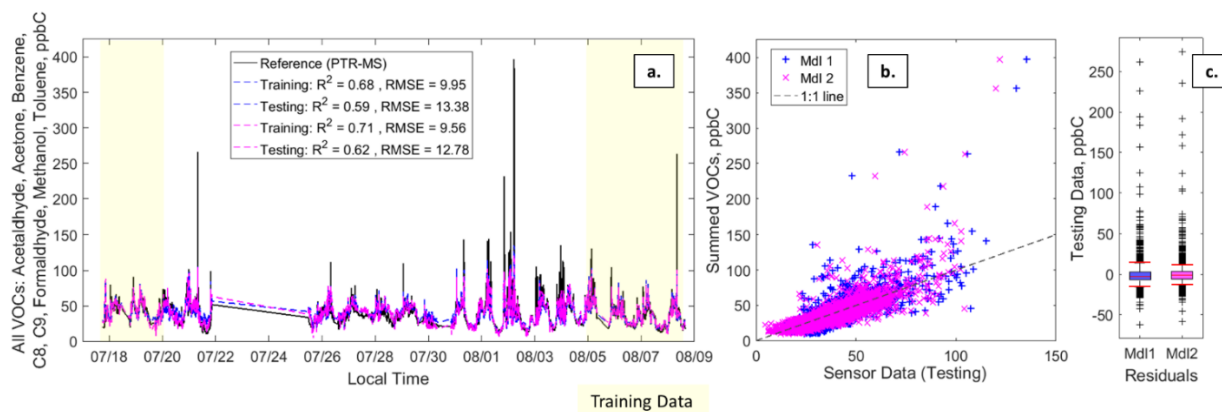 All VOCs: Acetaldhyde, Acetone, Benzene,
C8, C9, Formaldhyde, Methanol, Toluene, ppbC
400
350
300
250
200
150
100
50
0
Reference (PTR-MS)
Training: R² = 0.68 , RMSE = 9.95
Testing: R² = 0.59 , RMSE = 13.38
Training: R² = 0.71 , RMSE = 9.56
Testing: R² = 0.62 , RMSE = 12.78
a.
07/18 07/20 07/22 07/24 07/26 07/28 07/30 08/01 08/03 08/05 08/07 08/09
Local Time
Training Data
Summed VOCs, ppbC
400
350
300
250
200
150
100
50
0
Mdl 1
Mdl 2
1:1 line
b.
0 50 100 150
Sensor Data (Testing)
Testing Data, ppbC
250
200
150
100
50
0
-50
c.
Mdl1 Mdl2
Residuals